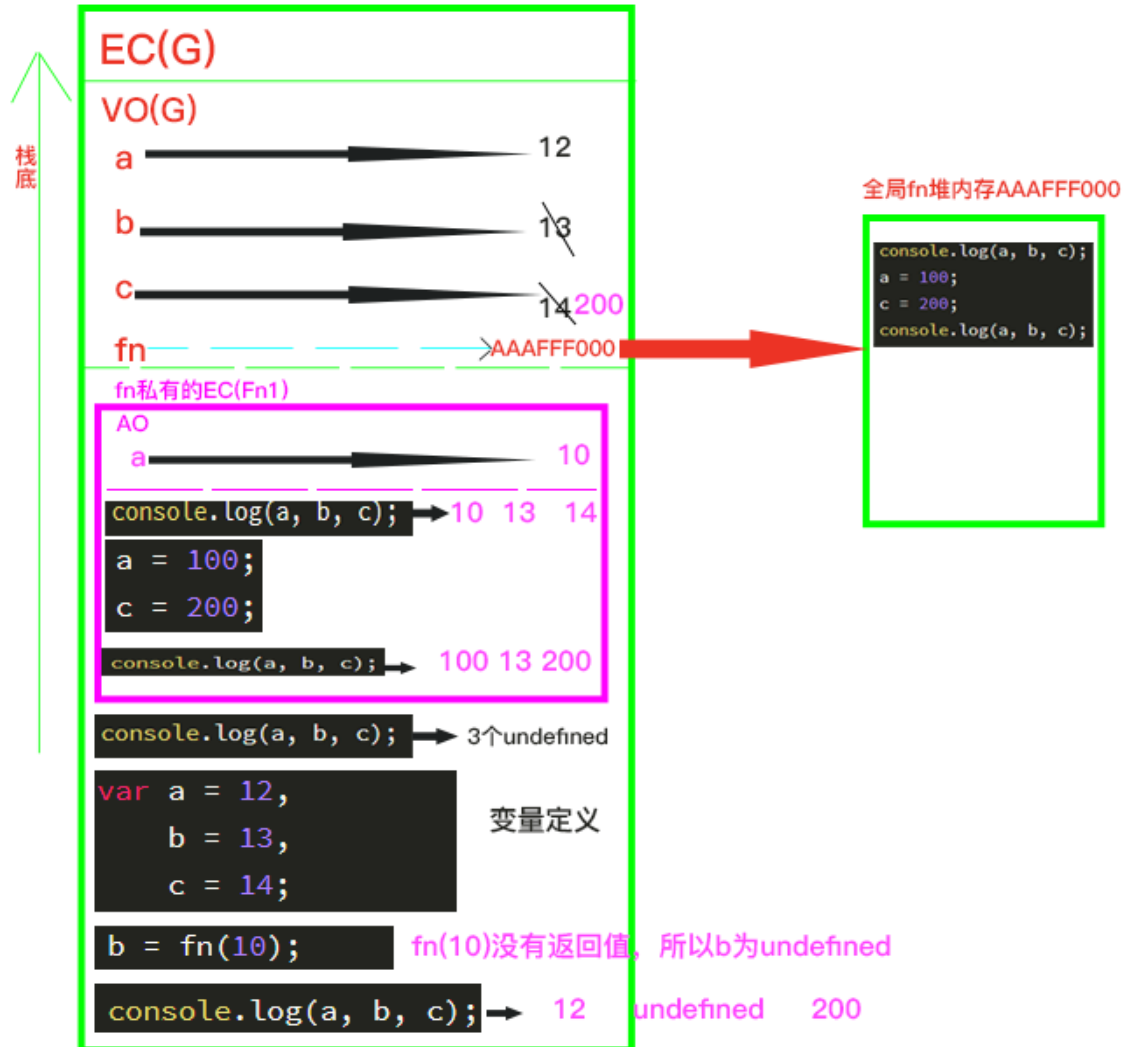 EC(G)
VO(G)
a 12
栈底
b 13
c 14 200
fn AAAFFF000
全局fn堆内存AAAFFF000
console.log(a, b, c);
a = 100;
c = 200;
console.log(a, b, c);
fn私有的EC(Fn1)
AO
a 10
console.log(a, b, c); 10 13 14
a = 100;
c = 200;
console.log(a, b, c); 100 13 200
console.log(a, b, c); 3个undefined
var a = 12,
b = 13,
c = 14;
变量定义
b = fn(10); fn(10)没有返回值，所以b为undefined
console.log(a, b, c); 12 undefined 200